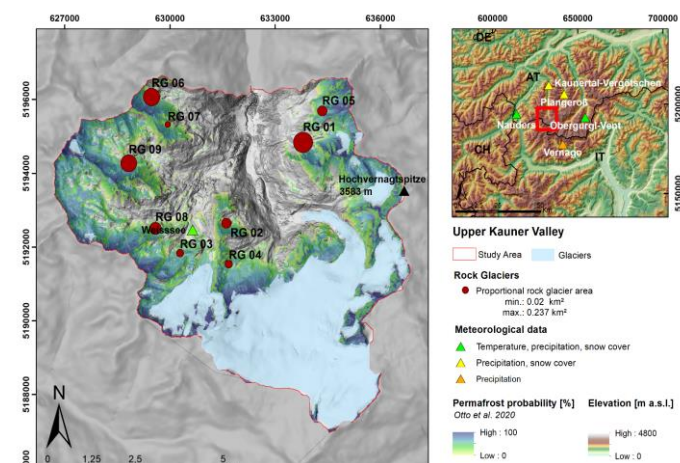 627000 630000 633000 636000
5196000
5194000
5192000
5190000
5188000
RG 06
RG 07
RG 05
RG 01
RG 09
Hochvernagtspitze
3583 m
RG 08
Weisssee
RG 02
RG 03
RG 04
N
0 1,25 2,5 5
600000 650000 700000
5200000
5150000
DE
AT
Kaunertal-Vergötschen
Plangeroß
Nauders
Obergurgl-Vent
CH
Vernago
IT
Upper Kauner Valley
Study Area Glaciers
Rock Glaciers
Proportional rock glacier area
min.: 0.02 km²
max.: 0.237 km²
Meteorological data
Temperature, precipitation, snow cover
Precipitation, snow cover
Precipitation
Permafrost probability [%] Elevation [m a.s.l.]
Otto et al. 2020
High : 100 High : 4800
Low : 0 Low : 0